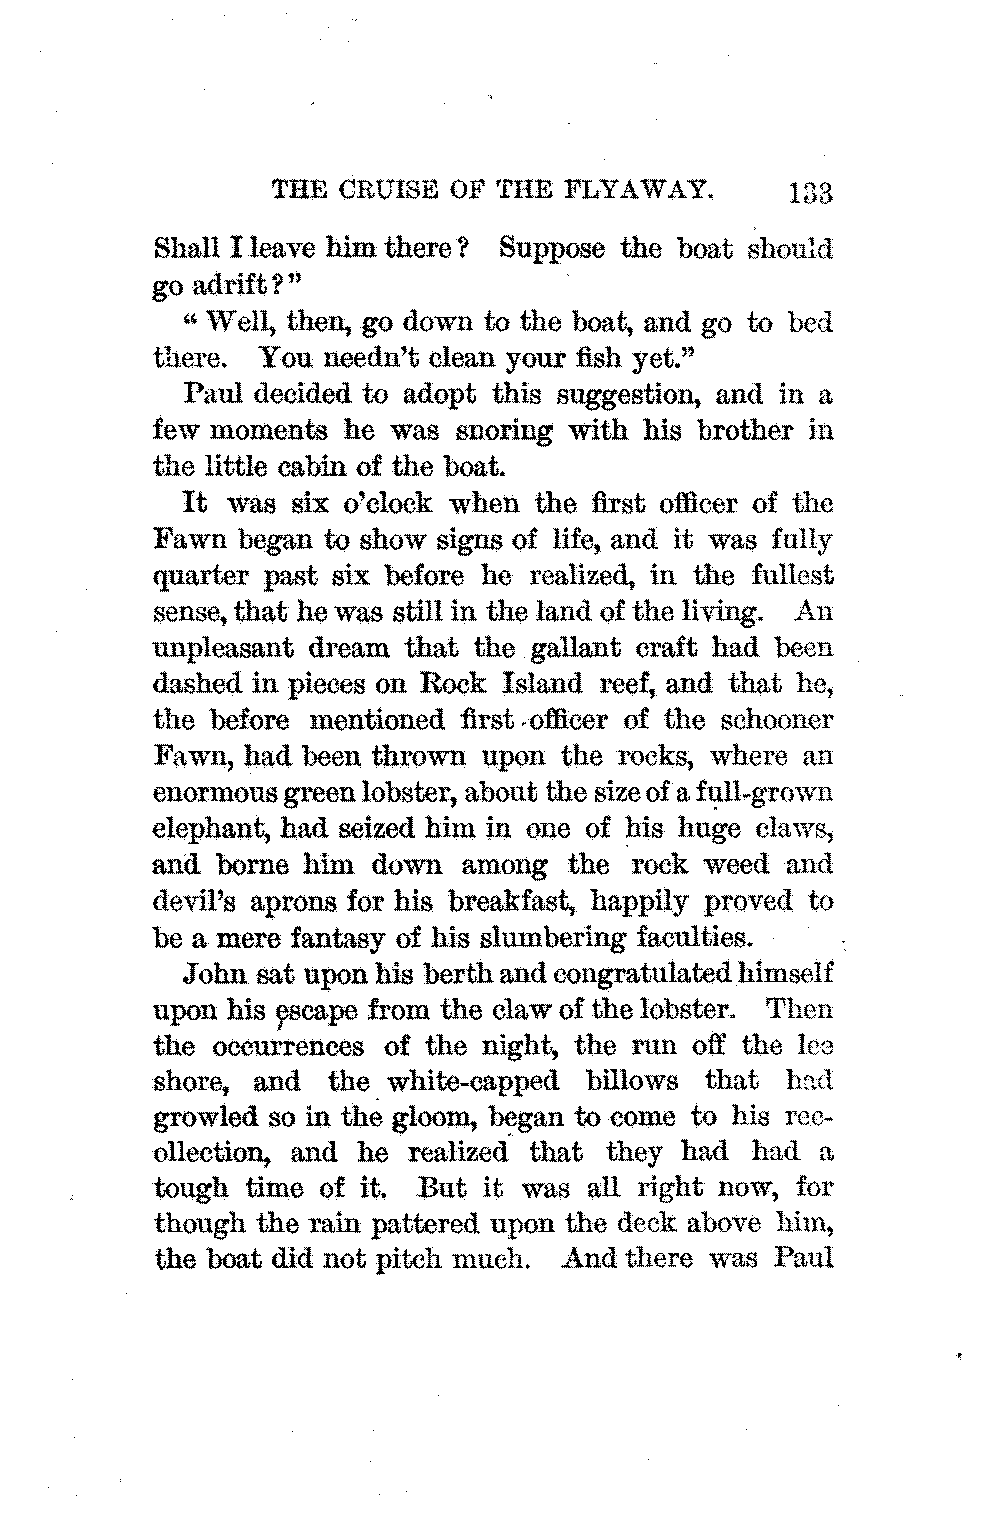 THE CRUISE OF THE FLYAWAY. 133
Shall I leave him there? Suppose the boat should
go adrift?"
"Well, then, go down to the boat, and go to bed
there. You needn't clean your fish yet."
Paul decided to adopt this suggestion, and in a
few moments he was snoring with his brother in
the little cabin of the boat.
It was six o'clock when the first officer of the
Fawn began to show signs of life, and it was fully
quarter past six before he realized, in the fullest
sense, that he was still in the land of the living. An
unpleasant dream that the gallant craft had been
dashed in pieces on Rock Island reef, and that he,
the before mentioned first officer of the schooner
Fawn, had been thrown upon the rocks, where an
enormous green lobster, about the size of a full-grown
elephant, had seized him in one of his huge claws,
and borne him down among the rock weed and
devil's aprons for his breakfast, happily proved to
be a mere fantasy of his slumbering faculties.
John sat upon his berth and congratulated himself
upon his escape from the claw of the lobster. Then
the occurrences of the night, the run off the lee
shore, and the white-capped billows that had
growled so in the gloom, began to come to his rec-
ollection, and he realized that they had had a
tough time of it. But it was all right now, for
though the rain pattered upon the deck above him,
the boat did not pitch much. And there was Paul